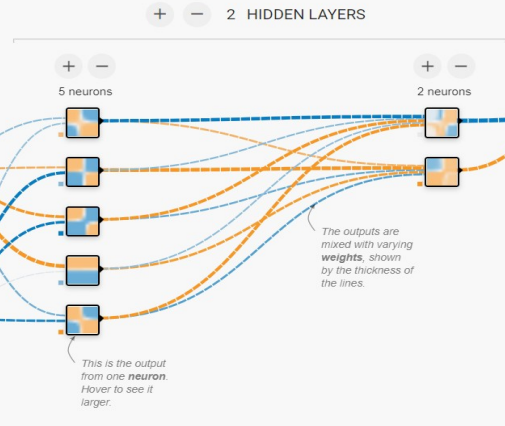 + − 2 HIDDEN LAYERS
+ −
+ −
5 neurons
2 neurons
The outputs are
mixed with varying
weights, shown
by the thickness of
the lines.
This is the output
from one neuron.
Hover to see it
larger.